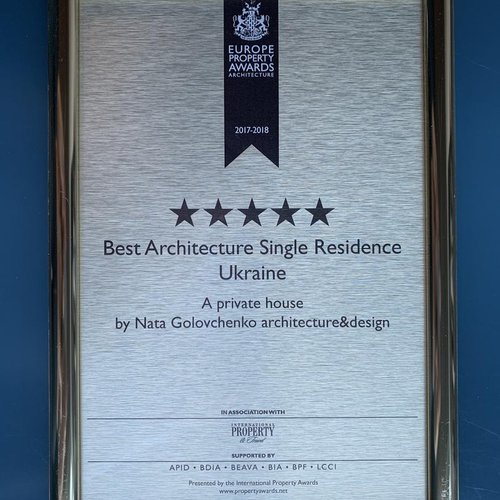 EUROPE
PROPERTY
AWARDS
ARCHITECTURE
2017-2018
Best Architecture Single Residence
Ukraine
A private house
by Nata Golovchenko architecture&design
IN ASSOCIATION WITH
INTERNATIONAL
PROPERTY
& Travel
SUPPORTED BY
APID • BDIA • BEAVA • BIA • BPF • LCCI
Presented by the International Property Awards
www.propertyawards.net